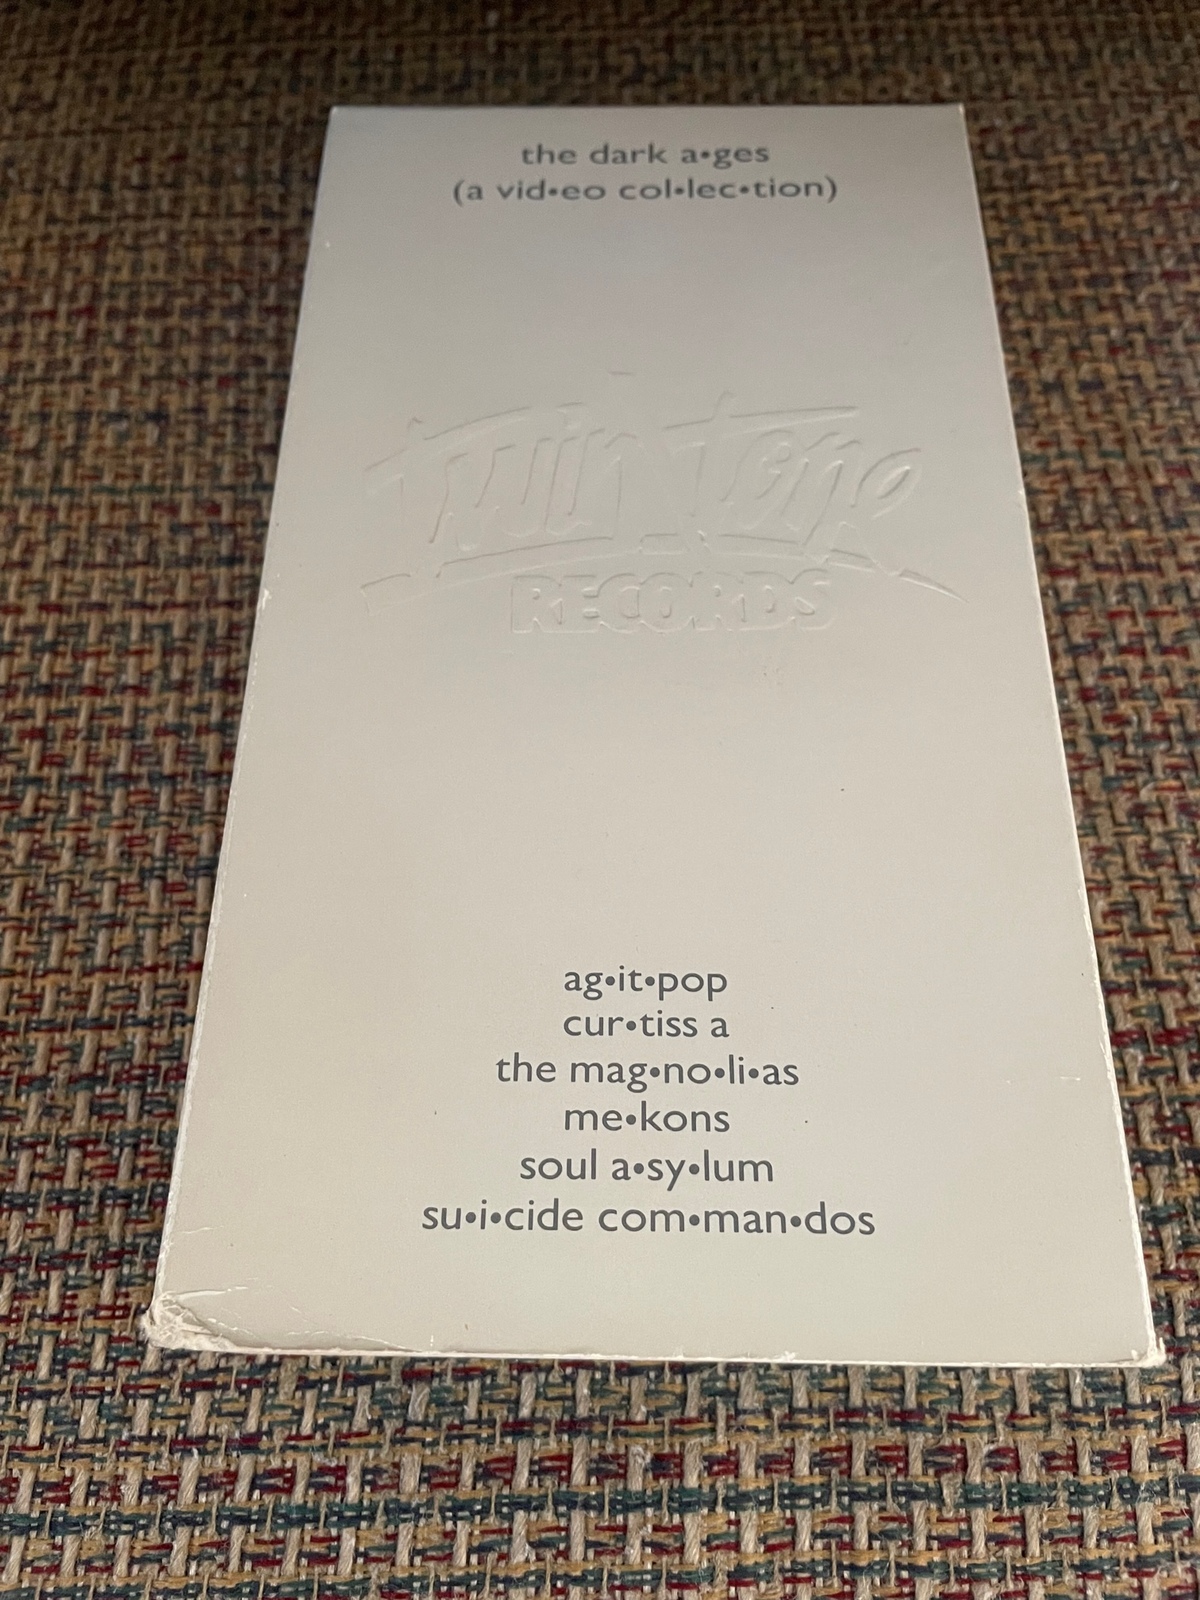 the dark a•ges
(a vid•eo col•lec•tion)
Twin/Tone
RECORDS
ag•it•pop
cur•tiss a
the mag•no•li•as
me•kons
soul a•sy•lum
su•i•cide com•man•dos